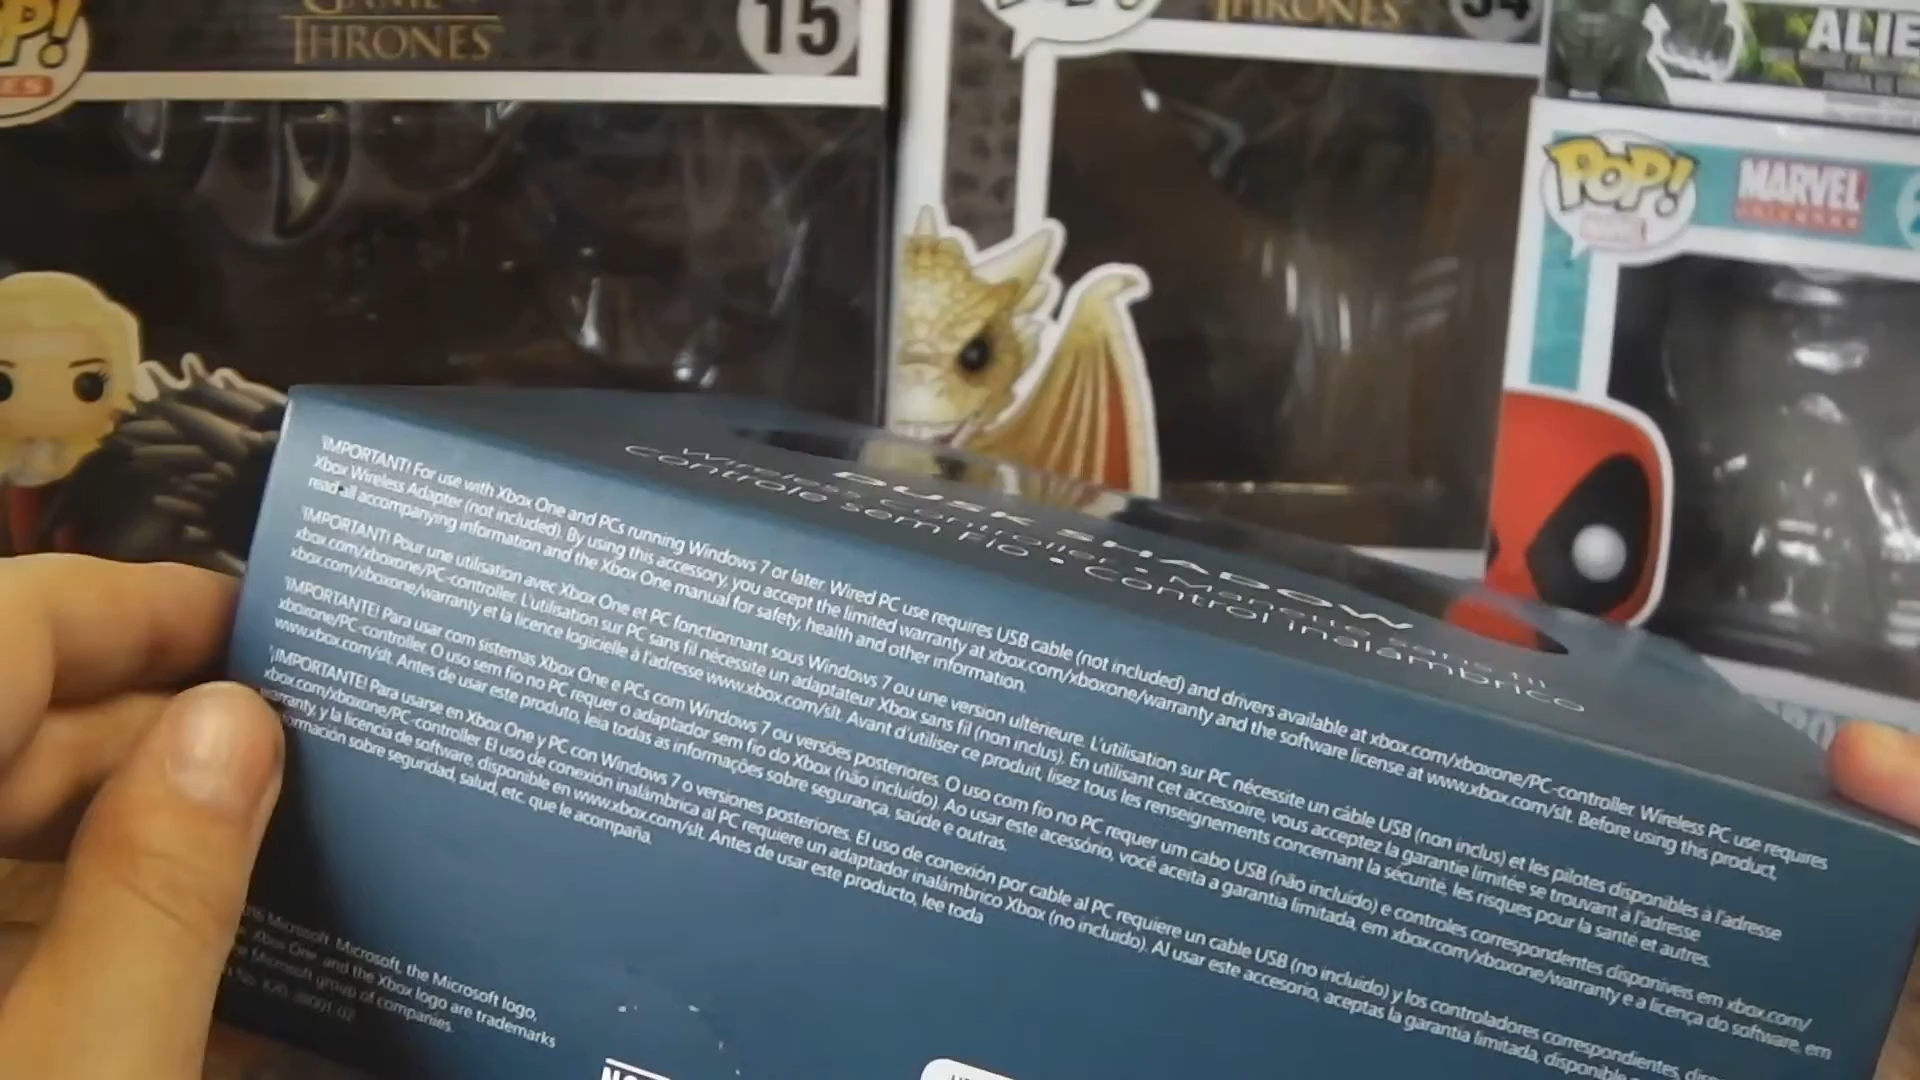 THRONES
15
THRONES
ALIE
POP!
MARVEL
DUSK SHADOW
Wireless Controller • Manette sans fil
Controle sem Fio • Control inalámbrico
¹IMPORTANT! For use with Xbox One and PCs running Windows 7 or later. Wired PC use requires USB cable (not included) and drivers available at xbox.com/xboxone/PC-controller. Wireless PC use requires
Xbox Wireless Adapter (not included). By using this accessory, you accept the limited warranty at xbox.com/xboxone/warranty and the software license at www.xbox.com/slt. Before using this product,
read all accompanying information and the Xbox One manual for safety, health and other information.
¹IMPORTANT! Pour une utilisation avec Xbox One et PC fonctionnant sous Windows 7 ou une version ultérieure. L'utilisation sur PC nécessite un câble USB (non inclus) et les pilotes disponibles à l'adresse
xbox.com/xboxone/PC-controller. L'utilisation sur PC sans fil nécessite un adaptateur Xbox sans fil (non inclus). En utilisant cet accessoire, vous acceptez la garantie limitée se trouvant à l'adresse
xbox.com/xboxone/warranty et la licence logicielle à l'adresse www.xbox.com/slt. Avant d'utiliser ce produit, lisez tous les renseignements concernant la sécurité, les risques pour la santé et autres.
¹IMPORTANTE! Para usar com sistemas Xbox One e PCs com Windows 7 ou versões posteriores. O uso com fio no PC requer um cabo USB (não incluído) e controles correspondentes disponíveis em xbox.com/
xboxone/PC-controller. O uso sem fio no PC requer o adaptador sem fio do Xbox (não incluído). Ao usar este acessório, você aceita a garantia limitada, em xbox.com/xboxone/warranty e a licença do software, em
www.xbox.com/slt. Antes de usar este produto, leia todas as informações sobre segurança, saúde e outras.
¹¡IMPORTANTE! Para usarse en Xbox One y PC con Windows 7 o versiones posteriores. El uso de conexión por cable al PC requiere un cable USB (no incluido) y los controladores correspondientes, disp
xbox.com/xboxone/PC-controller. El uso de conexión inalámbrica al PC requiere un adaptador inalámbrico Xbox (no incluido). Al usar este accesorio, aceptas la garantía limitada, disponible
rranty, y la licencia de software, disponible en www.xbox.com/slt. Antes de usar este producto, lee toda
ormación sobre seguridad, salud, etc. que le acompaña.
Microsoft. Microsoft, the Microsoft logo,
Xbox One, and the Xbox logo are trademarks
Microsoft group of companies.